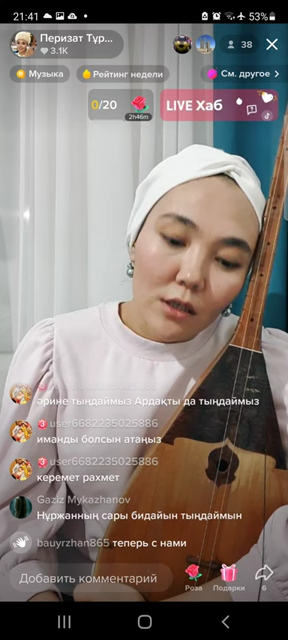 21:41
53%
Перизат Тұр...
3.1K
38
Музыка
Рейтинг недели
См. другое
0/20
2h46m
LIVE Хаб
әрине тыңдаймыз Ардақты да тыңдаймыз
user6682235025886
иманды болсын атаңыз
user6682235025886
керемет рахмет
Gaziz Mykazhanov
Нұржанның сары бидайын тыңдаймын
bauyrzhan865 теперь с нами
Добавить комментарий
Роза
Подарки
6